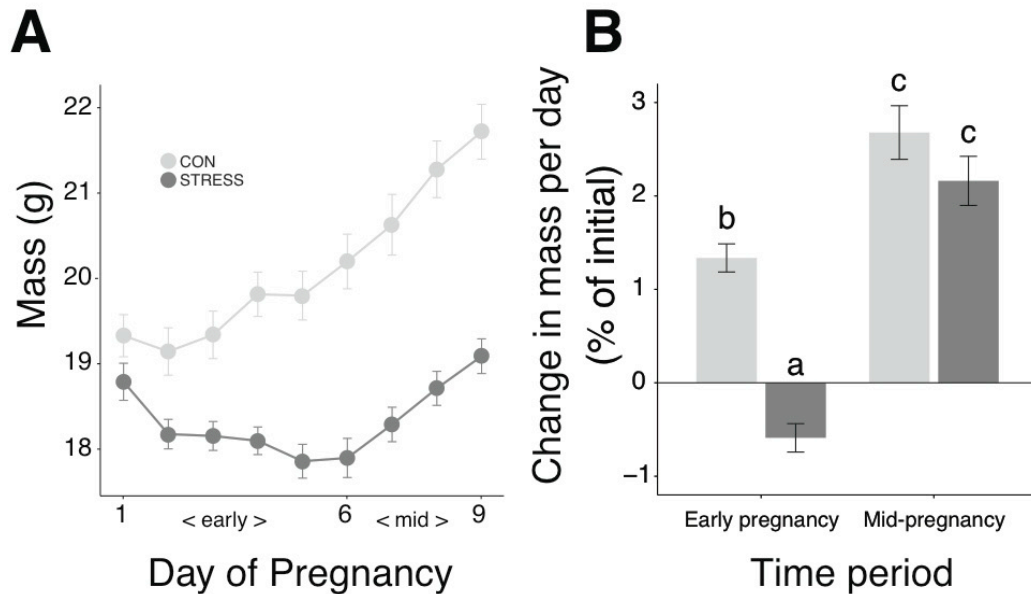 A
Mass (g)
22
21
20
19
18
CON
STRESS
1
< early >
6
< mid >
9
Day of Pregnancy
B
Change in mass per day
(% of initial)
3
2
1
0
−1
b
a
c
c
Early pregnancy
Mid-pregnancy
Time period